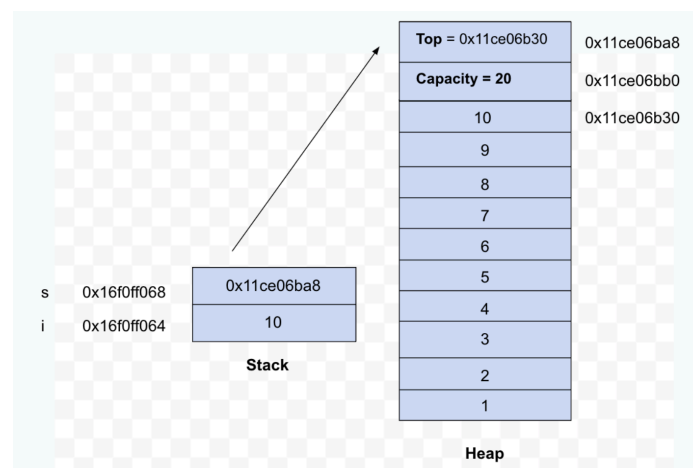 Top = 0x11ce06b30 0x11ce06ba8
Capacity = 20 0x11ce06bb0
10 0x11ce06b30
9
8
7
6
5
4
3
2
1
Heap
s 0x16f0ff068 0x11ce06ba8
i 0x16f0ff064 10
Stack